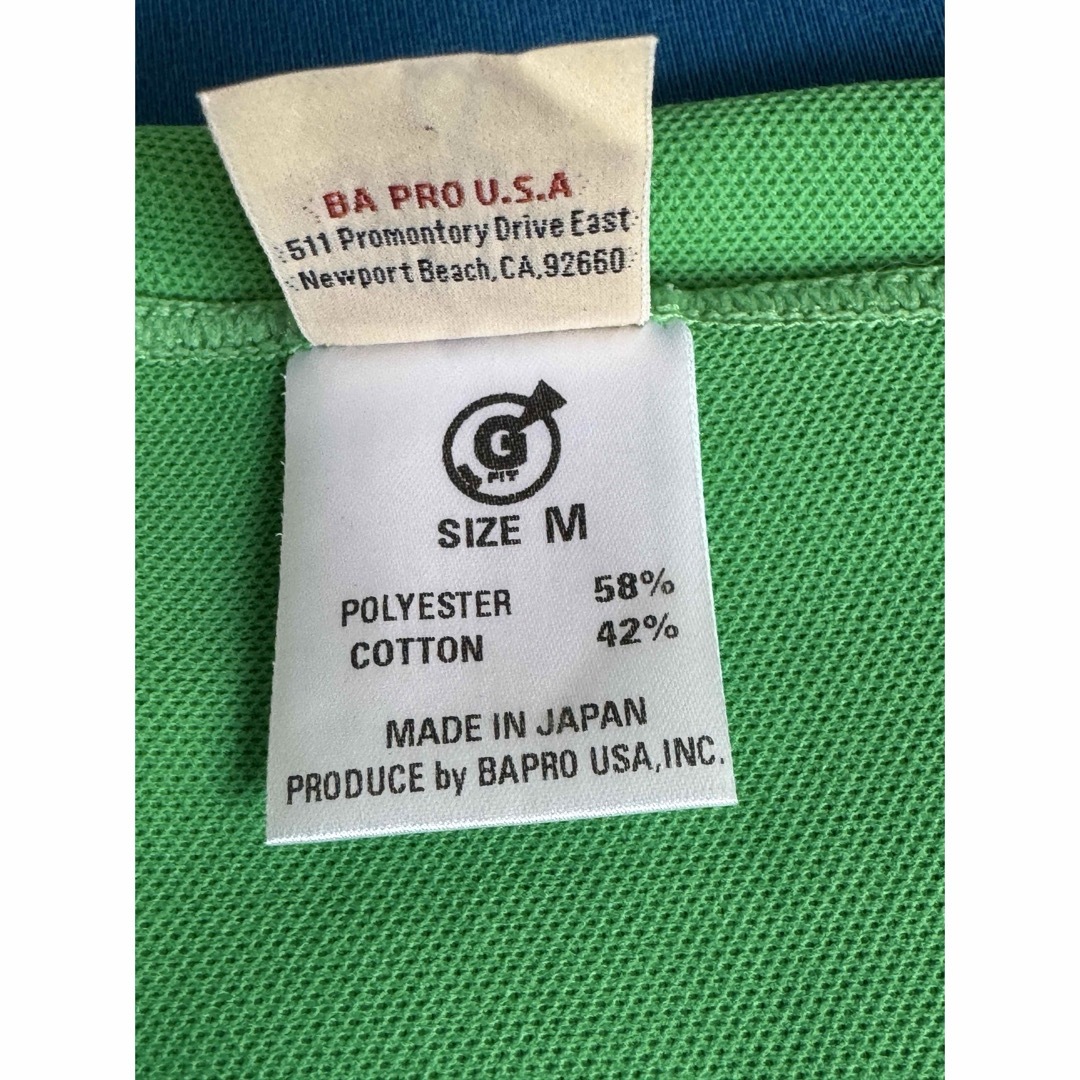 BA PRO U.S.A
511 Promontory Drive East
Newport Beach,CA,92660
G
FIT
SIZE M
POLYESTER 58%
COTTON 42%
MADE IN JAPAN
PRODUCE by BAPRO USA,INC.